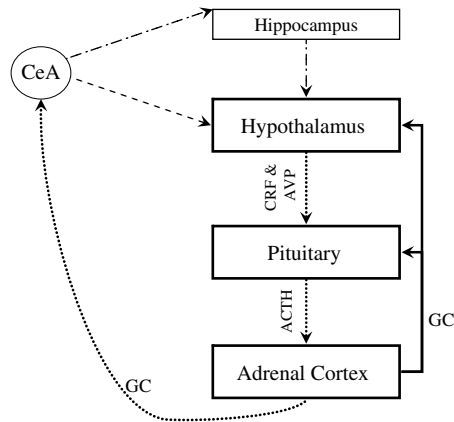 Hippocampus
CeA
Hypothalamus
CRF &
AVP
Pituitary
ACTH
GC
Adrenal Cortex
GC